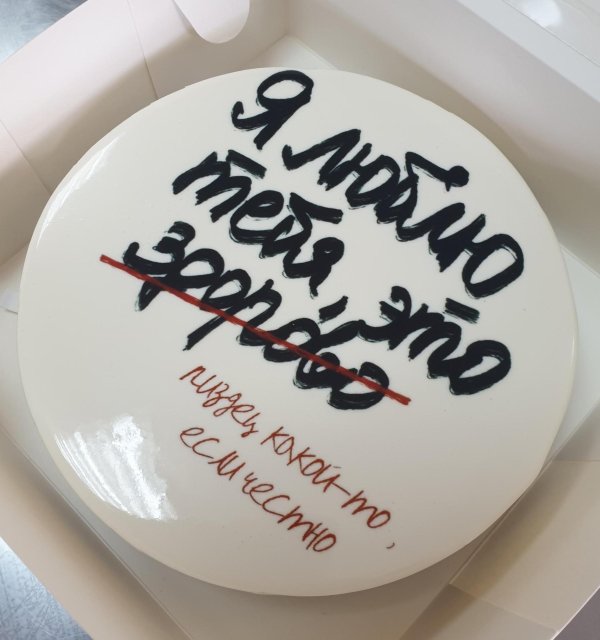 Я люблю
тебя, это
здорово
пиздец какой-то,
если честно